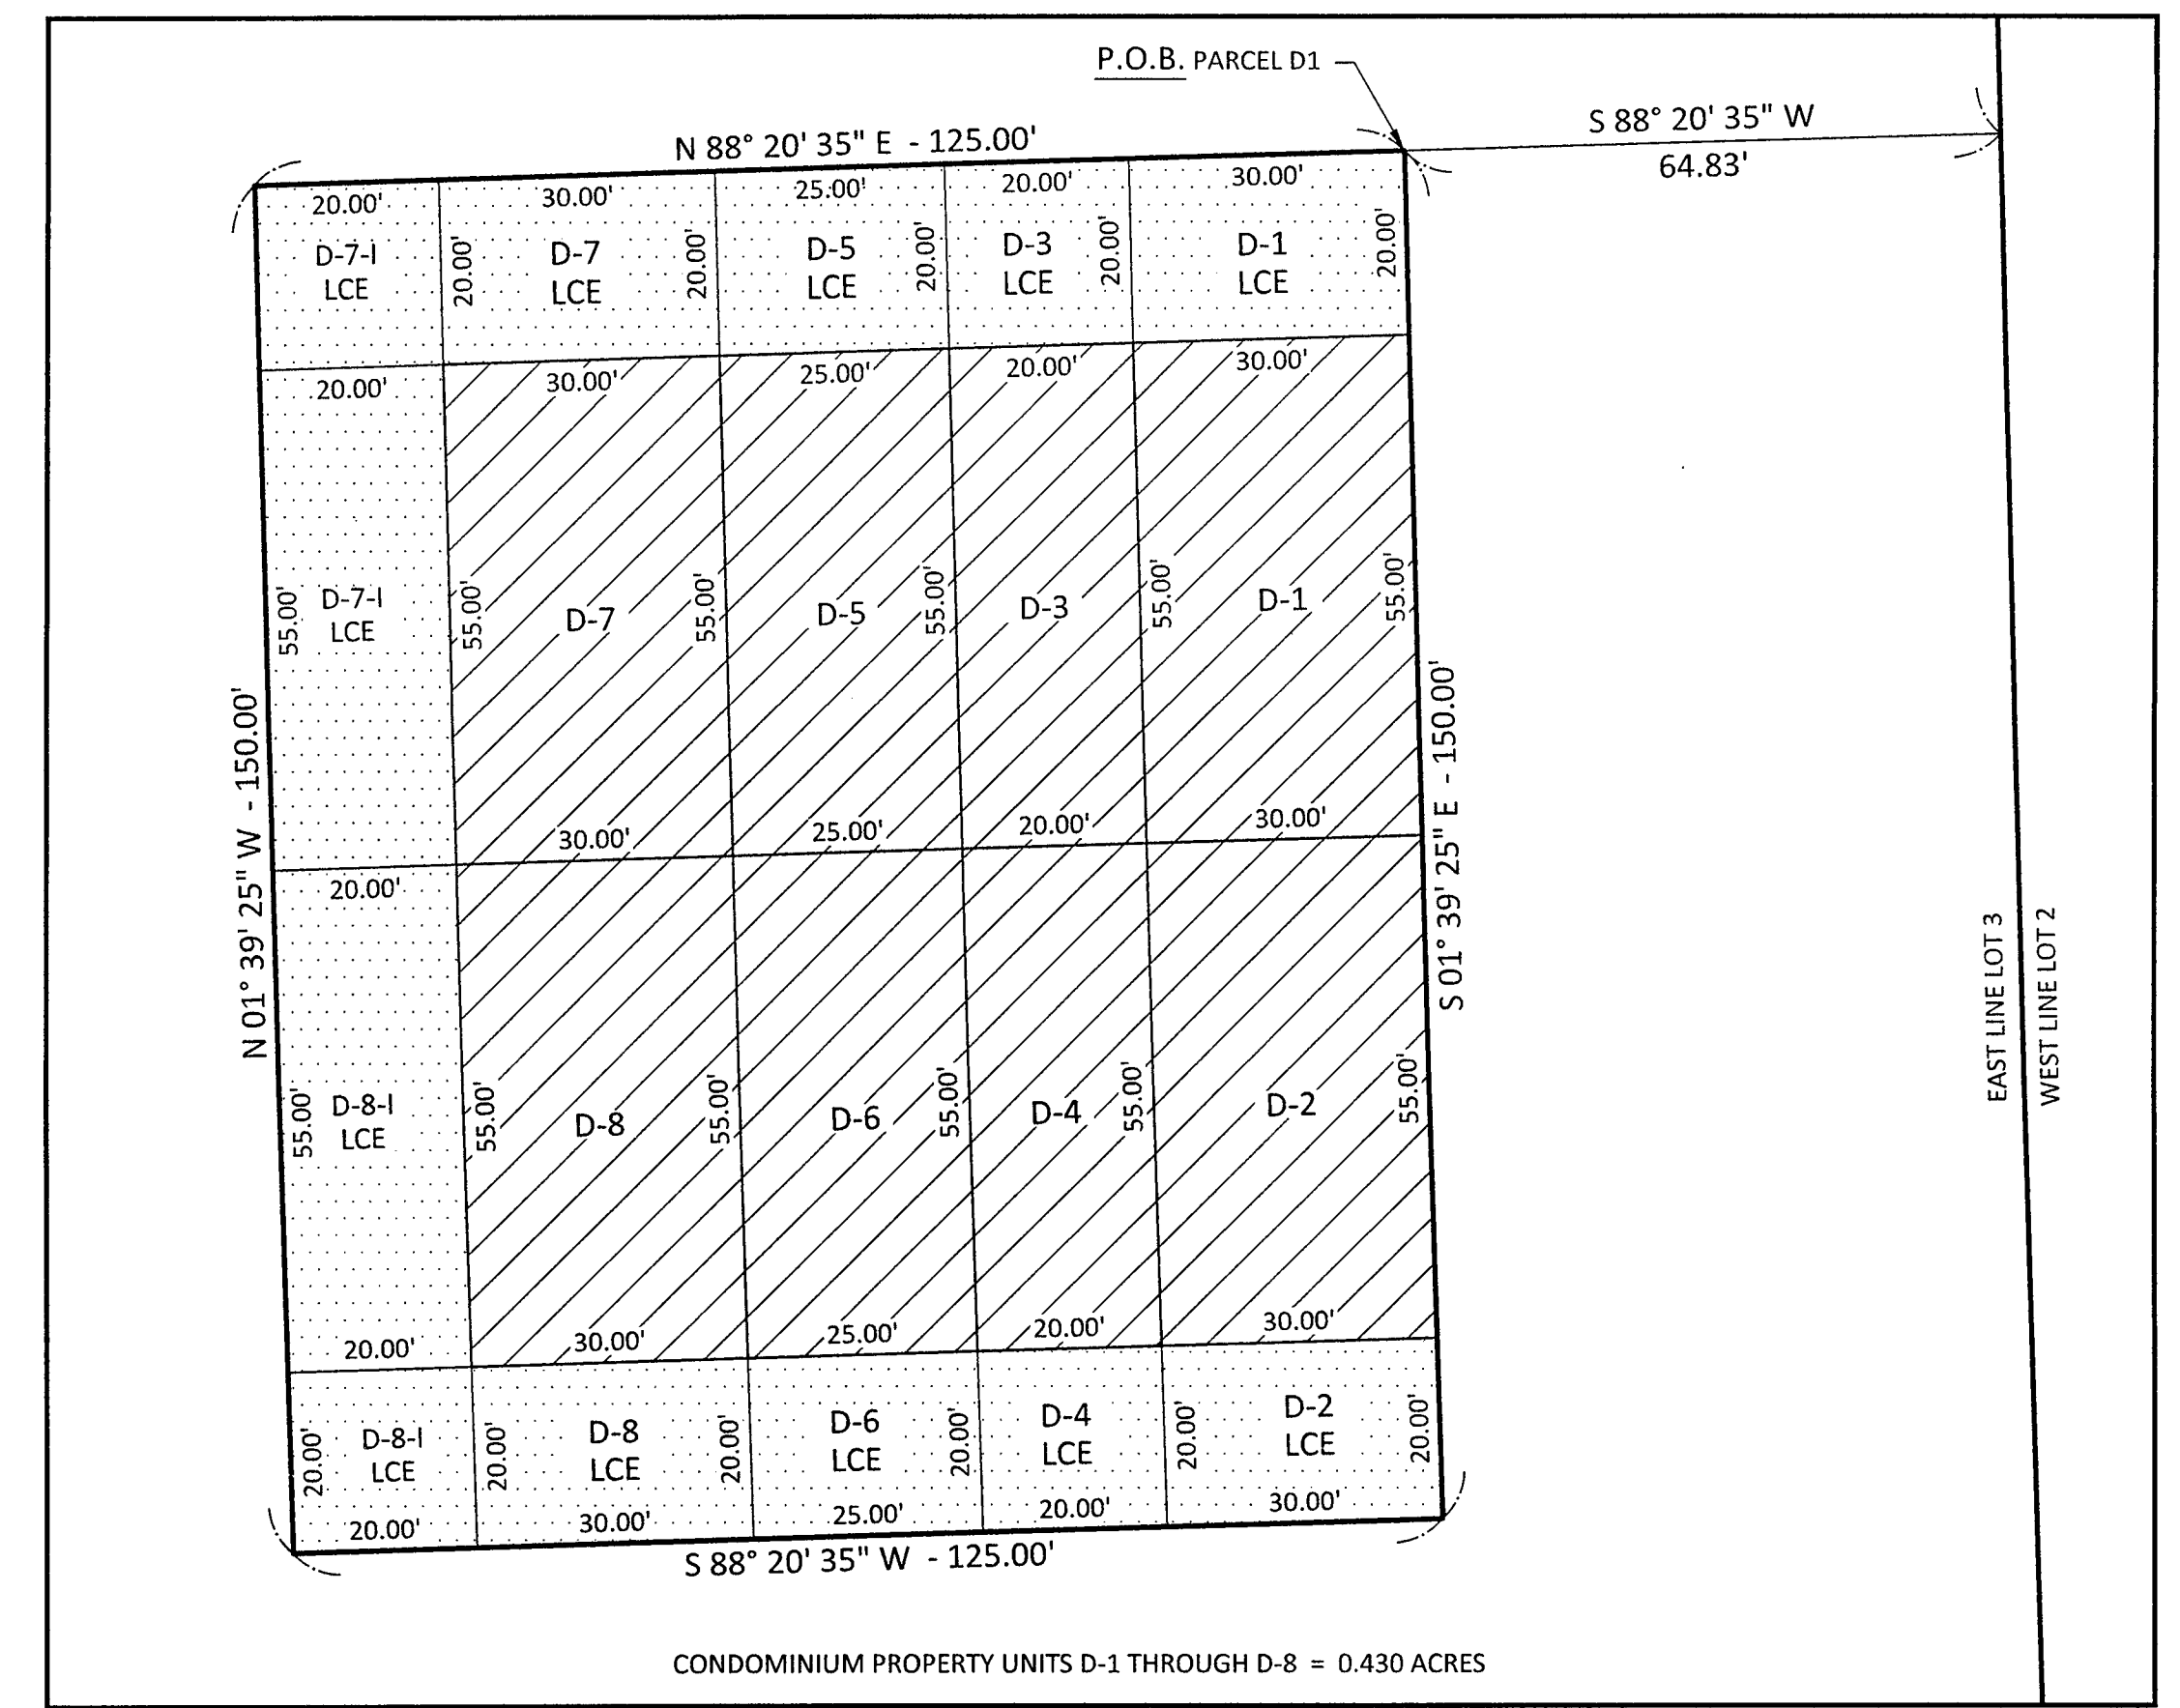 P.O.B. PARCEL D1
S 88° 20' 35" W
64.83'
N 88° 20' 35" E - 125.00'
20.00'
30.00'
25.00'
20.00'
30.00'
D-7-I
LCE
20.00'
D-7
LCE
20.00'
D-5
LCE
20.00'
D-3
LCE
20.00'
D-1
LCE
20.00'
20.00'
30.00'
25.00'
20.00'
30.00'
55.00'
D-7-I
LCE
55.00'
D-7
55.00'
D-5
55.00'
D-3
55.00'
D-1
55.00'
N 01° 39' 25" W - 150.00'
S 01° 39' 25" E - 150.00'
30.00'
25.00'
20.00'
30.00'
20.00'
EAST LINE LOT 3
WEST LINE LOT 2
55.00'
D-8-I
LCE
55.00'
D-8
55.00'
D-6
55.00'
D-4
55.00'
D-2
55.00'
20.00'
30.00'
25.00'
20.00'
30.00'
20.00'
D-8-I
LCE
20.00'
D-8
LCE
20.00'
D-6
LCE
20.00'
D-4
LCE
20.00'
D-2
LCE
20.00'
20.00'
30.00'
25.00'
20.00'
30.00'
S 88° 20' 35" W - 125.00'
CONDOMINIUM PROPERTY UNITS D-1 THROUGH D-8 = 0.430 ACRES